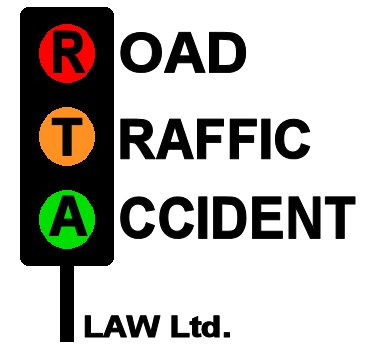 ROAD
TRAFFIC
ACCIDENT
LAW Ltd.